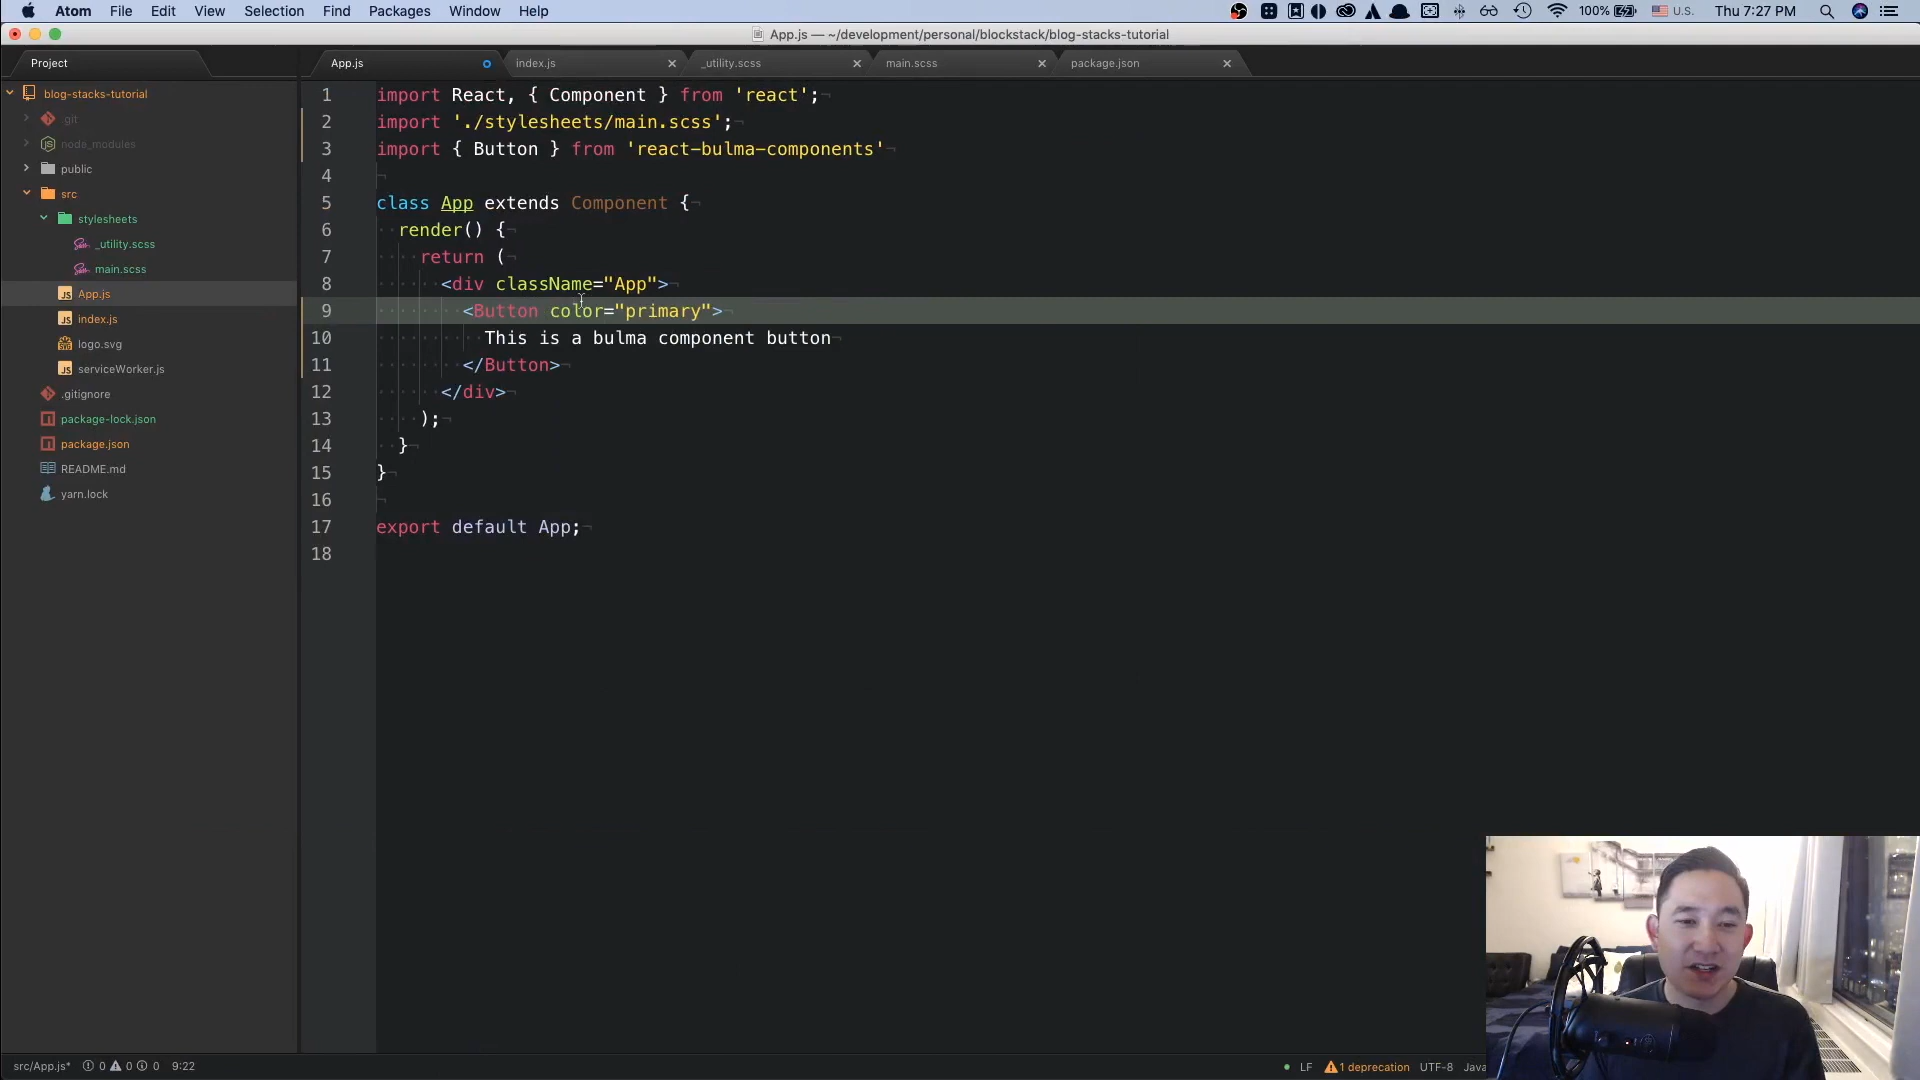 Atom File Edit View Selection Find Packages Window Help 100% U.S. Thu 7:27 PM
App.js — ~/development/personal/blockstack/blog-stacks-tutorial
Project App.js index.js _utility.scss main.scss package.json
blog-stacks-tutorial
.git
node_modules
public
src
stylesheets
_utility.scss
main.scss
App.js
index.js
logo.svg
serviceWorker.js
.gitignore
package-lock.json
package.json
README.md
yarn.lock
1 import React, { Component } from 'react';
2 import './stylesheets/main.scss';
3 import { Button } from 'react-bulma-components'
4
5 class App extends Component {
6 render() {
7 return (
8 <div className="App">
9 <Button color="primary">
10 This is a bulma component button
11 </Button>
12 </div>
13 );
14 }
15 }
16
17 export default App;
18
src/App.js* 0 0 0 9:22 LF 1 deprecation UTF-8 Java